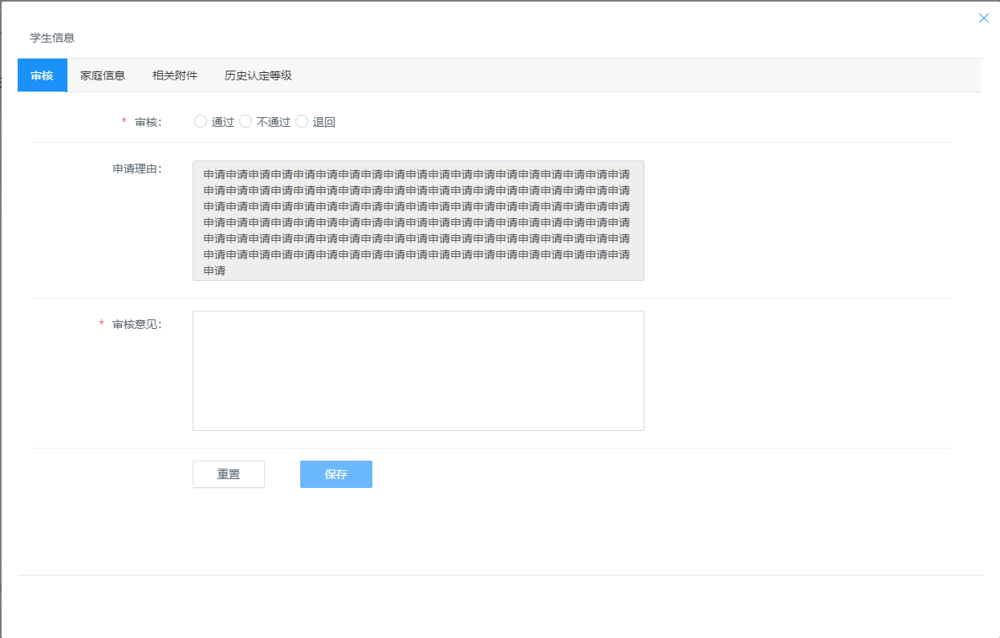 学生信息
审核 家庭信息 相关附件 历史认定等级
* 审核: 通过 不通过 退回
申请理由:
申请申请申请申请申请申请申请申请申请申请申请申请申请申请申请申请申请申请申请
申请申请申请申请申请申请申请申请申请申请申请申请申请申请申请申请申请申请申请
申请申请申请申请申请申请申请申请申请申请申请申请申请申请申请申请申请申请申请
申请申请申请申请申请申请申请申请申请申请申请申请申请申请申请申请申请申请申请
申请申请申请申请申请申请申请申请申请申请申请申请申请申请申请申请申请申请申请
申请申请申请申请申请申请申请申请申请申请申请申请申请申请申请申请申请申请申请
申请
* 审核意见:
重置 保存